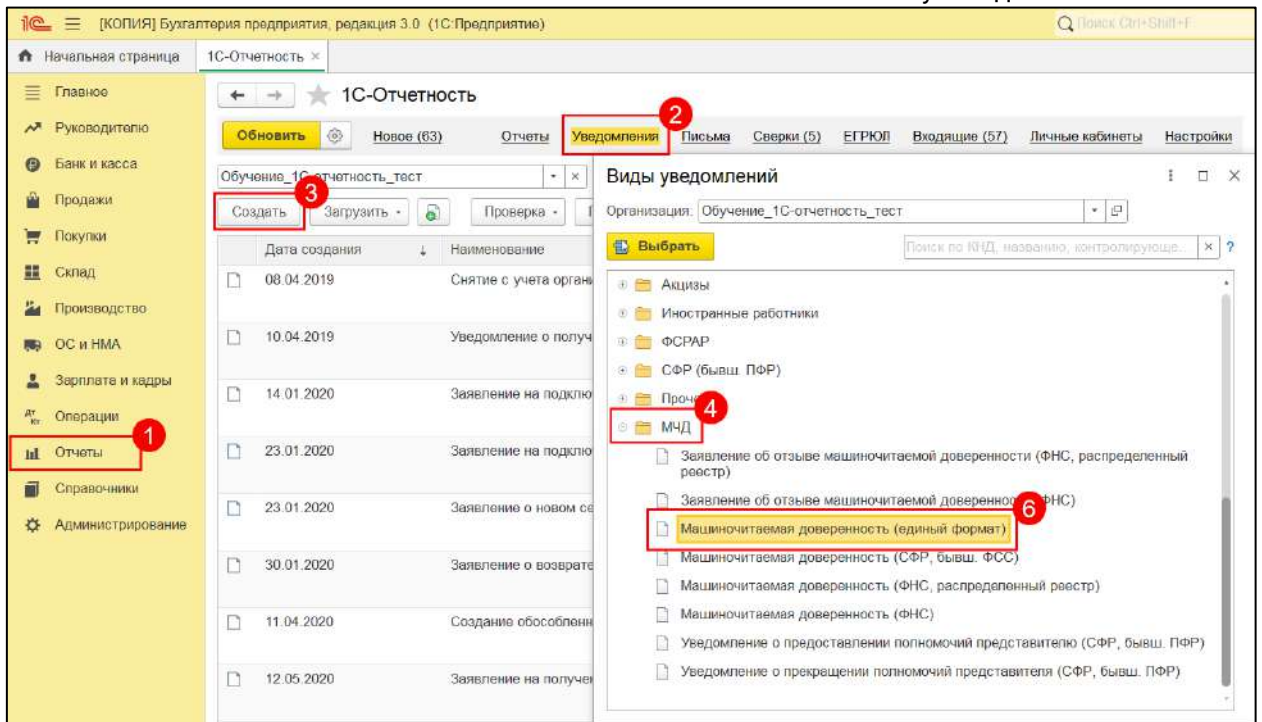 [КОПИЯ] Бухгалтерия предприятия, редакция 3.0 (1С:Предприятие)
Поиск Ctrl+Shift+F
Начальная страница
1С-Отчетность ×
Главное
Руководителю
Банк и касса
Продажи
Покупки
Склад
Производство
ОС и НМА
Зарплата и кадры
Операции
1
Отчеты
Справочники
Администрирование
1С-Отчетность
2
Обновить
Новое (63)
Отчеты
Уведомления
Письма
Сверки (5)
ЕГРЮЛ
Входящие (57)
Личные кабинеты
Настройки
Обучение_1С-отчетность_тест
3
Создать
Загрузить
Проверка
Дата создания ↓ Наименование
08.04.2019 Снятие с учета органи
10.04.2019 Уведомление о получ
14.01.2020 Заявление на подклю
23.01.2020 Заявление на подклю
23.01.2020 Заявление о новом се
30.01.2020 Заявление о возврате
11.04.2020 Создание обособленн
12.05.2020 Заявление на получе
Виды уведомлений
Организация: Обучение_1С-отчетность_тест
Выбрать
Поиск по КНД, названию, контролирующе...
× ?
Акцизы
Иностранные работники
ФСРАР
СФР (бывш. ПФР)
4
МЧД
Заявление об отзыве машиночитаемой доверенности (ФНС, распределенный
реестр)
Заявление об отзыве машиночитаемой
6
Машиночитаемая доверенность (единый формат)
Машиночитаемая доверенность (СФР, бывш. ФСС)
Машиночитаемая доверенность (ФНС, распределенный реестр)
Машиночитаемая доверенность (ФНС)
Уведомление о предоставлении полномочий представителю (СФР, бывш. ПФР)
Уведомление о прекращении полномочий представителя (СФР, бывш. ПФР)